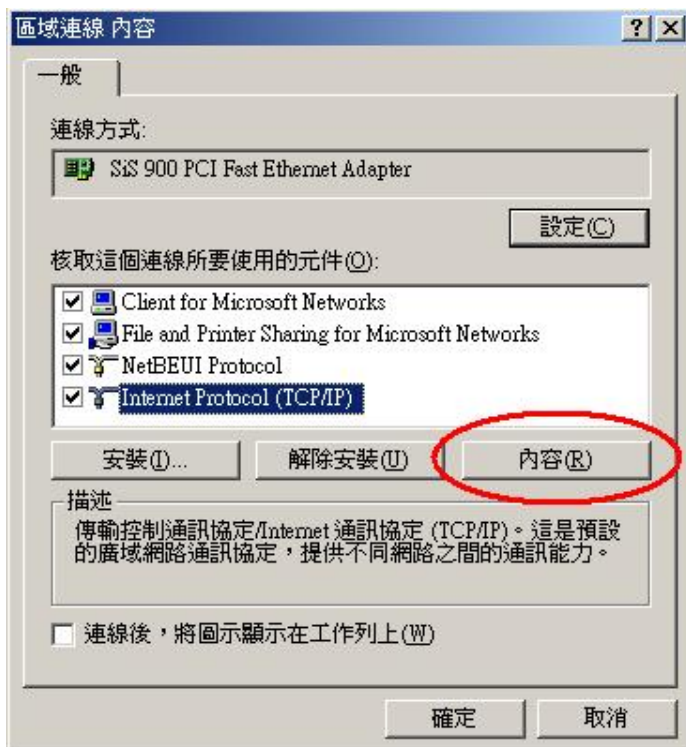 區域連線 內容
一般
連線方式:
SiS 900 PCI Fast Ethernet Adapter
設定(C)
核取這個連線所要使用的元件(O):
Client for Microsoft Networks
File and Printer Sharing for Microsoft Networks
NetBEUI Protocol
Internet Protocol (TCP/IP)
安裝(I)...
解除安裝(U)
內容(R)
描述
傳輸控制通訊協定/Internet 通訊協定 (TCP/IP)。這是預設
的廣域網路通訊協定，提供不同網路之間的通訊能力。
連線後，將圖示顯示在工作列上(W)
確定
取消